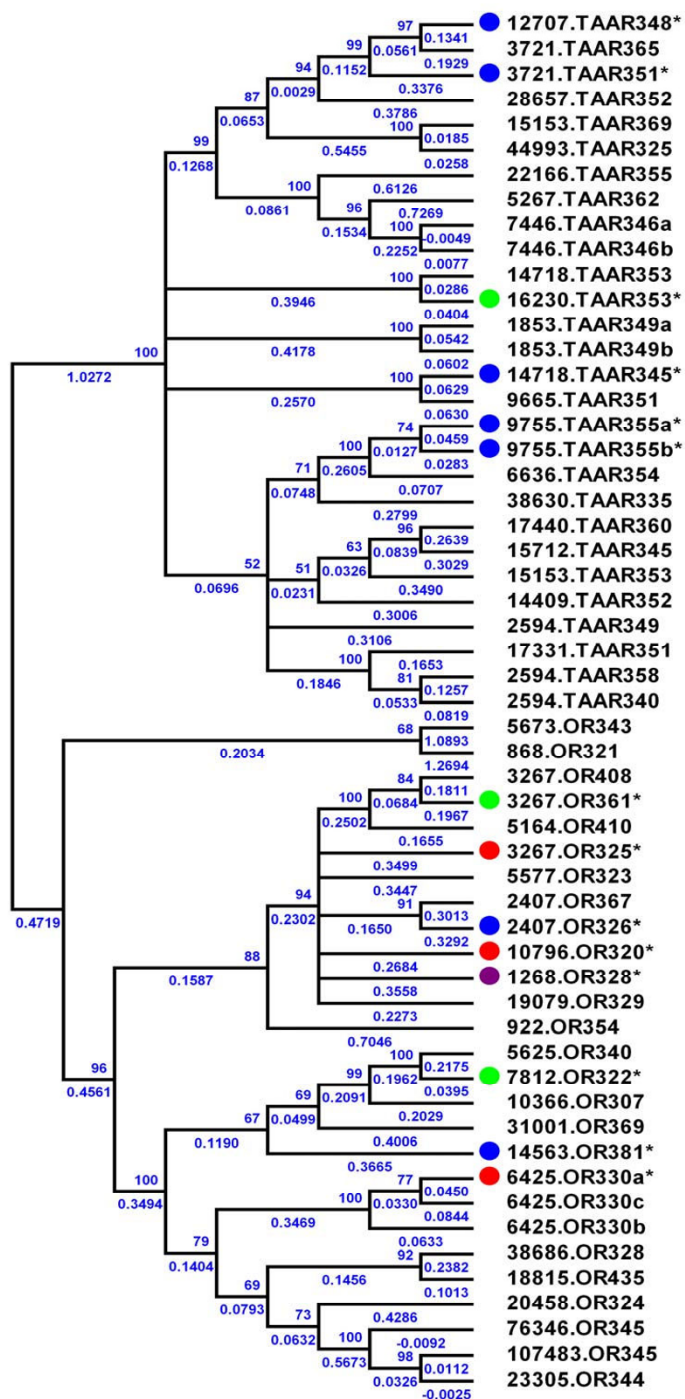 97 12707.TAAR348*
0.1341
99 0.0561 3721.TAAR365
0.1929
94 0.1152 3721.TAAR351*
0.3376
87 0.0029 28657.TAAR352
0.3786
0.0653 100 15153.TAAR369
0.0185
99 0.5455 44993.TAAR325
0.0258
0.1268 22166.TAAR355
100 0.6126
5267.TAAR362
0.0861 96 0.7269
0.1534 100 7446.TAAR346a
-0.0049
0.2252 7446.TAAR346b
0.0077
100 14718.TAAR353
0.0286
0.3946 16230.TAAR353*
0.0404
100 1853.TAAR349a
0.0542
100 0.4178 1853.TAAR349b
0.0602
1.0272 100 14718.TAAR345*
0.0629
0.2570 9665.TAAR351
0.0630
74 9755.TAAR355a*
100 0.0459
0.0127 9755.TAAR355b*
71 0.2605 0.0283
6636.TAAR354
0.0748 0.0707
38630.TAAR335
0.2799
96 17440.TAAR360
0.2639
63 0.0839 15712.TAAR345
52 51 0.0326 0.3029
15153.TAAR353
0.0696 0.0231 0.3490
14409.TAAR352
0.3006
2594.TAAR349
0.3106
100 17331.TAAR351
0.1653
0.1846 81 2594.TAAR358
0.1257
0.0533 2594.TAAR340
0.0819
68 5673.OR343
1.0893
0.2034 868.OR321
1.2694
84 3267.OR408
0.1811
100 0.0684 3267.OR361*
0.2502 0.1967
5164.OR410
0.1655
3267.OR325*
0.3499
5577.OR323
0.3447
94 91 2407.OR367
0.3013
0.4719 0.2302 0.1650 2407.OR326*
0.3292
88 10796.OR320*
0.2684
0.1587 1268.OR328*
0.3558
19079.OR329
0.2273
922.OR354
0.7046
100 5625.OR340
96 99 0.2175
0.4561 0.1962 7812.OR322*
69 0.2091 0.0395
10366.OR307
67 0.0499 0.2029
0.1190 31001.OR369
0.4006
14563.OR381*
100 0.3665
0.3494 77 6425.OR330a*
0.0450
100 0.0330 6425.OR330c
0.3469 0.0844
79 6425.OR330b
0.0633
0.1404 92 38686.OR328
0.2382
69 0.1456 18815.OR435
0.1013
0.0793 73 20458.OR324
0.4286
0.0632 100 76346.OR345
-0.0092
0.5673 98 107483.OR345
0.0112
0.0326 23305.OR344
-0.0025